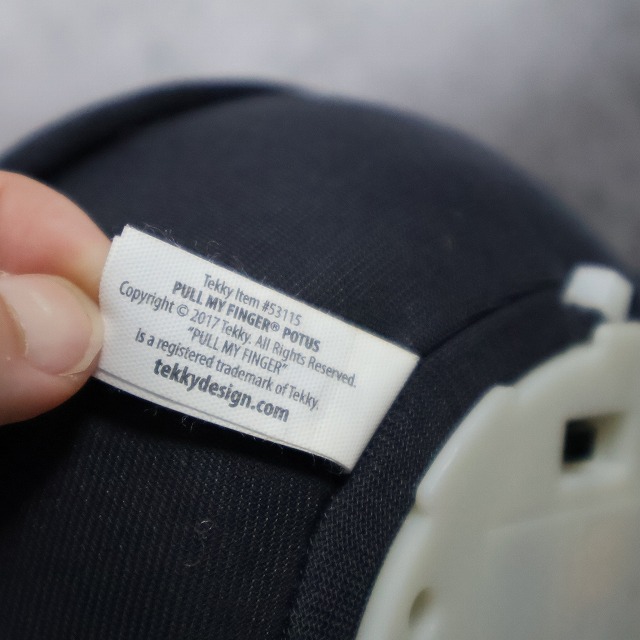 Tekky Item #53115
PULL MY FINGER® POTUS
Copyright © 2017 Tekky. All Rights Reserved.
"PULL MY FINGER"
Is a registered trademark of Tekky.
tekkydesign.com